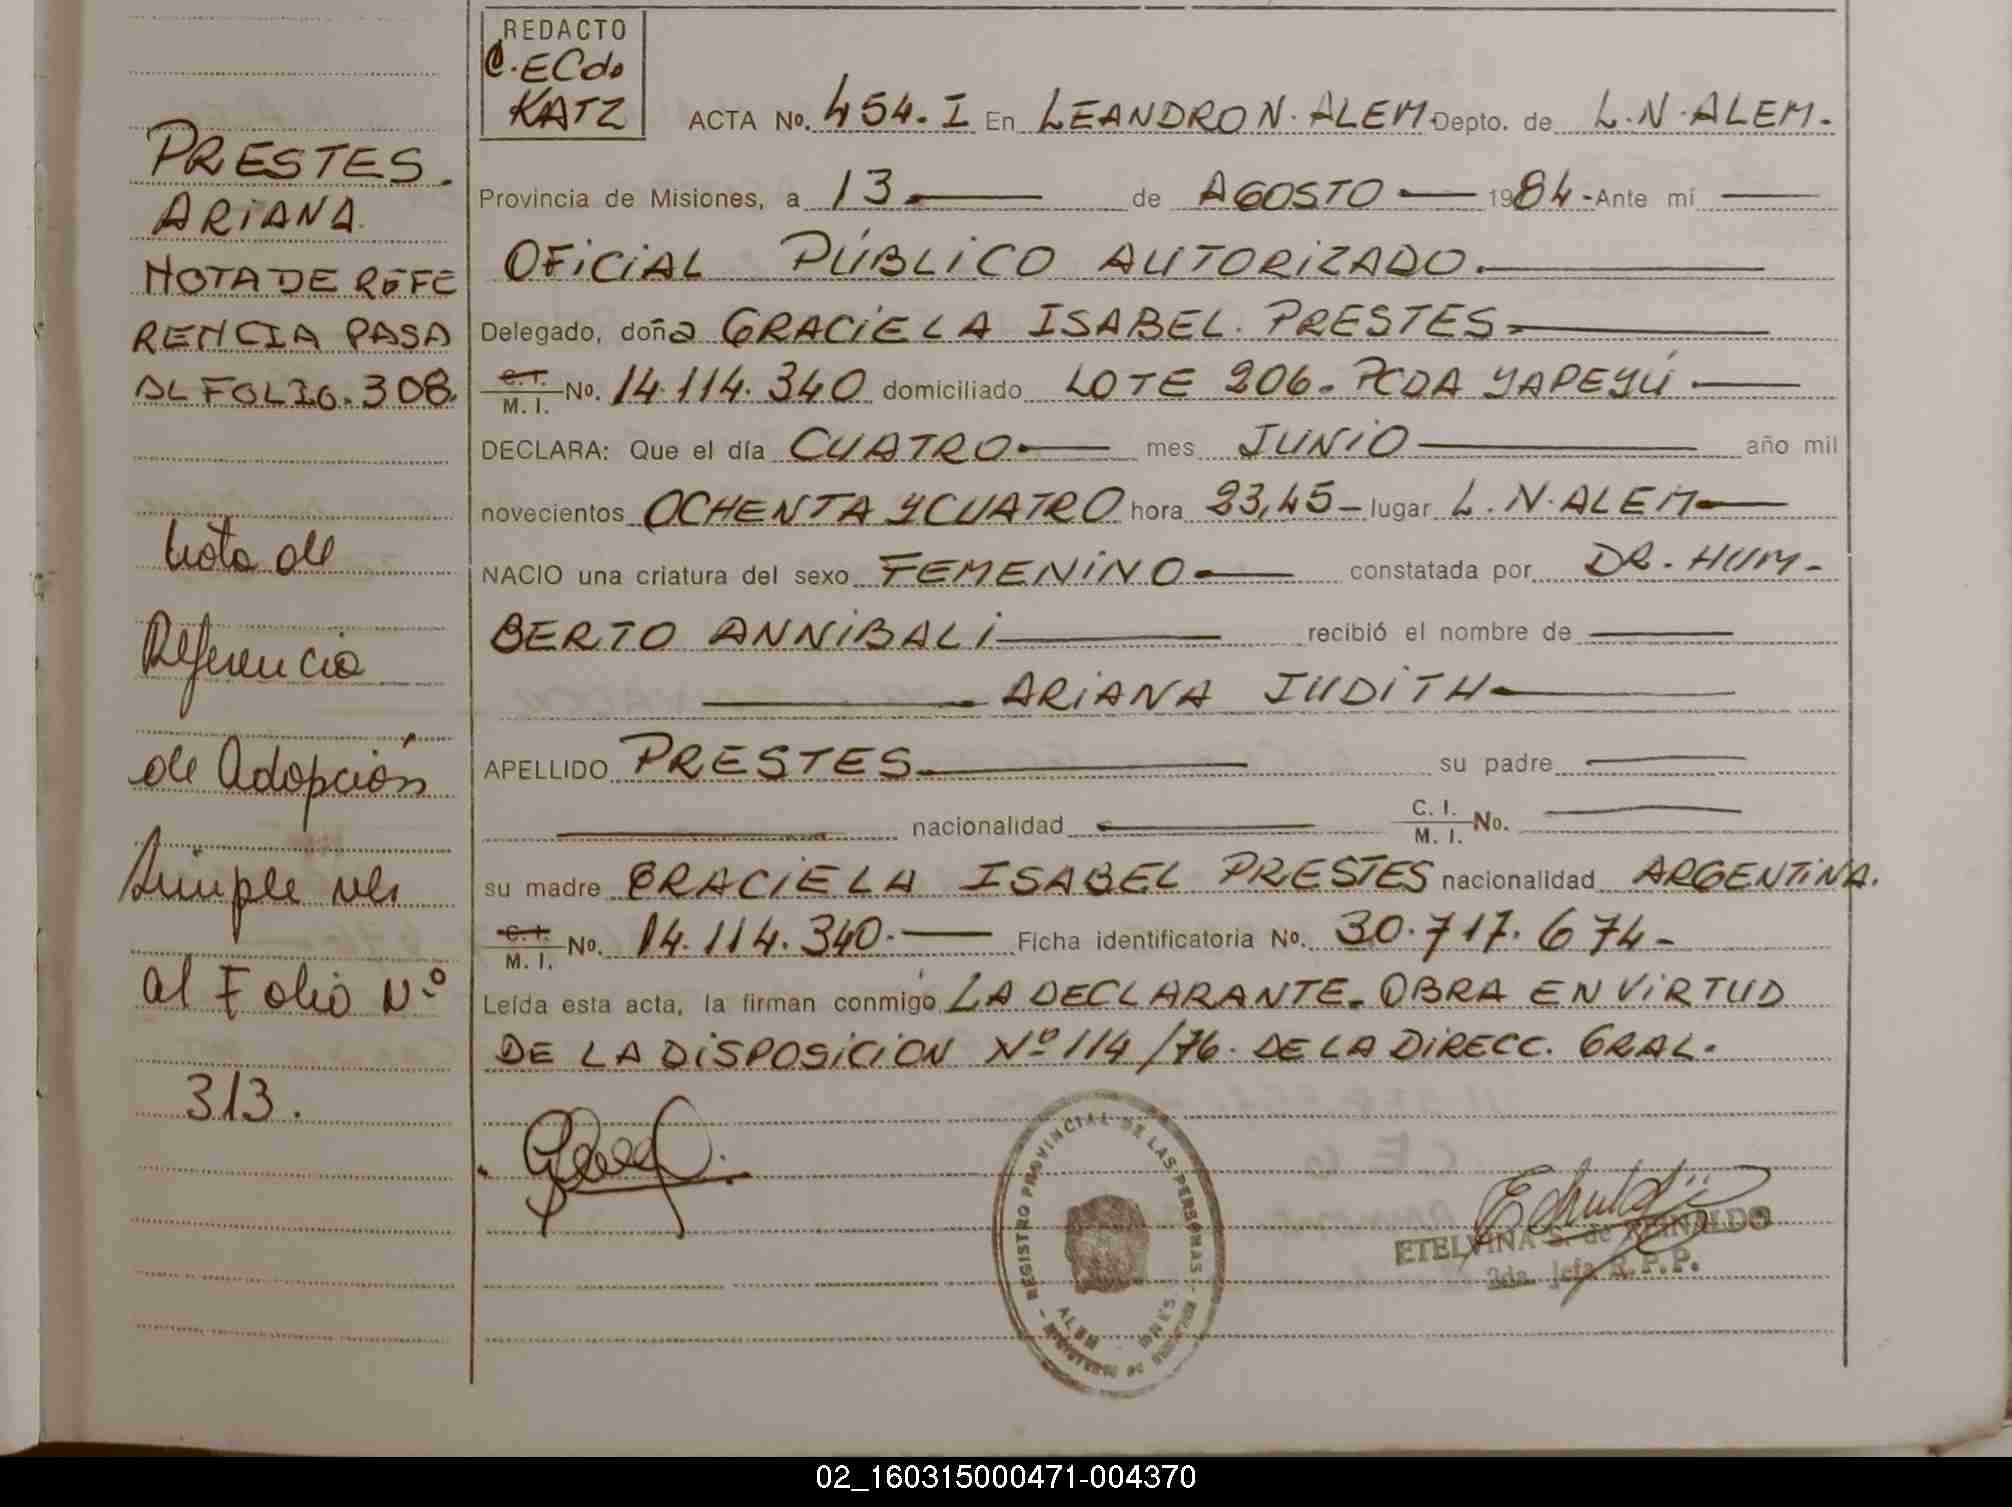 REDACTO
C. ECdo
KATZ
ACTA No. 454. I En LEANDRO N. ALEM Depto. de L. N. ALEM.
Provincia de Misiones, a 13 de AGOSTO 1984 - Ante mí
OFICIAL PÚBLICO AUTORIZADO.
Delegado, doña GRACIELA ISABEL. PRESTES
C. I. M. I. No. 14.114.340 domiciliado LOTE 206. PCDA YAPEYÚ
DECLARA: Que el día CUATRO mes JUNIO año mil
novecientos OCHENTA Y CUATRO hora 23,45 - lugar L. N. ALEM
NACIO una criatura del sexo FEMENINO constatada por DR. HUM-
BERTO ANNIBALI recibió el nombre de
ARIANA JUDITH
APELLIDO PRESTES su padre
nacionalidad C. I. M. I. No.
su madre GRACIELA ISABEL PRESTES nacionalidad ARGENTINA.
C. I. M. I. No. 14.114.340. Ficha identificatoria No. 30.717.674-
Leída esta acta, la firman conmigo LA DECLARANTE. OBRA EN VIRTUD
DE LA DISPOSICION Nº 114/76. DE LA DIRECC. GRAL.
PRESTES.
ARIANA.
NOTA DE REFE
RENCIA PASA
AL FOLIO. 308.
Nota de
Referencia
de Adopción
Simple ver
al Folio Nº
313.
REGISTRO PROVINCIAL DE LAS PERSONAS
ALEM - MNES
ETELVINA S. de REINALDO
2da. Jefa R.P.P.
02_160315000471-004370